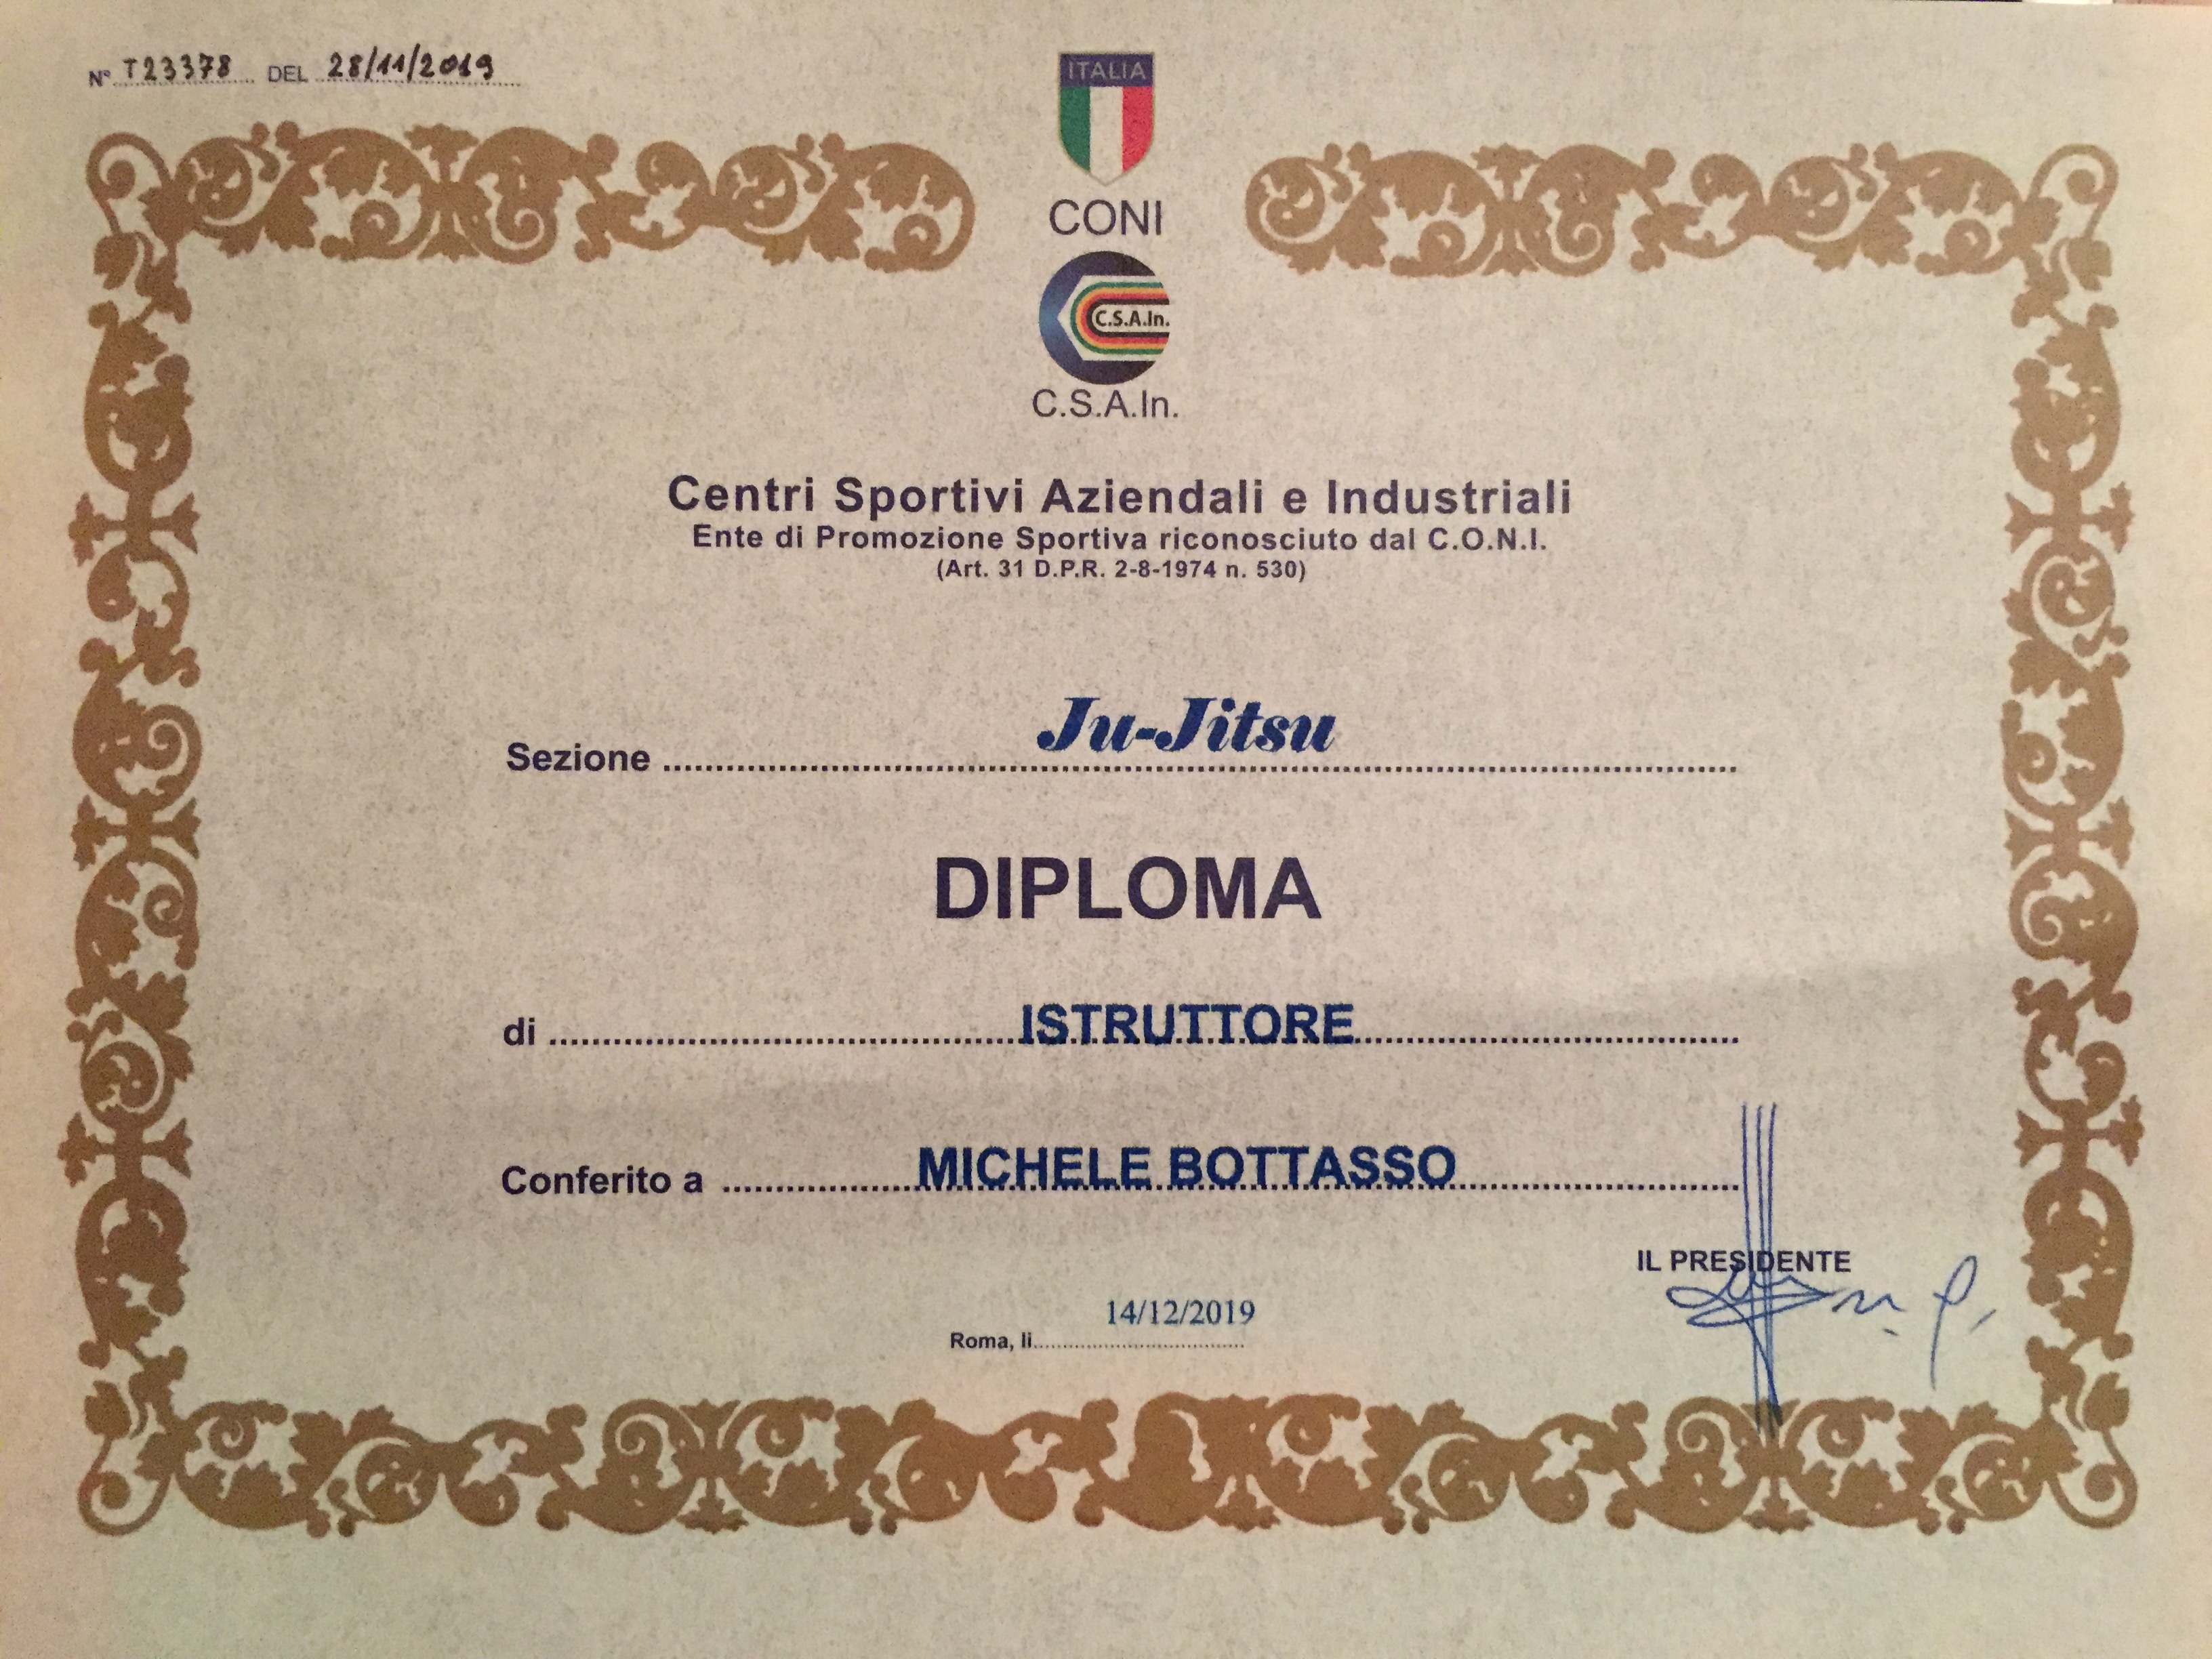 N° T23378 DEL 28/11/2019
ITALIA
CONI
C.S.A.In.
C.S.A.In.
Centri Sportivi Aziendali e Industriali
Ente di Promozione Sportiva riconosciuto dal C.O.N.I.
(Art. 31 D.P.R. 2-8-1974 n. 530)
Sezione Ju-Jitsu
DIPLOMA
di ISTRUTTORE
Conferito a MICHELE BOTTASSO
IL PRESIDENTE
14/12/2019
Roma, li